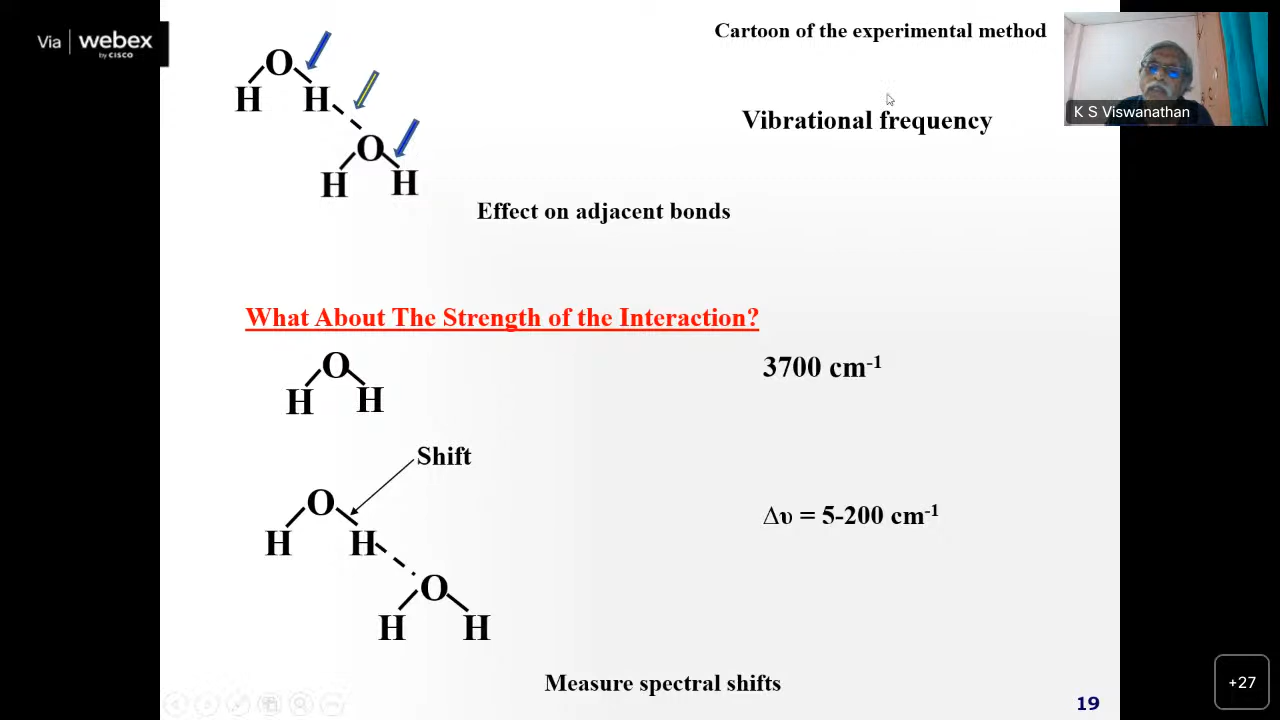 Via webex
by CISCO
Cartoon of the experimental method
K S Viswanathan
O
H H
Vibrational frequency
O
H H
Effect on adjacent bonds
What About The Strength of the Interaction?
O
H H
3700 cm-1
Shift
O
H H
Δυ = 5-200 cm-1
O
H H
Measure spectral shifts
+27
19